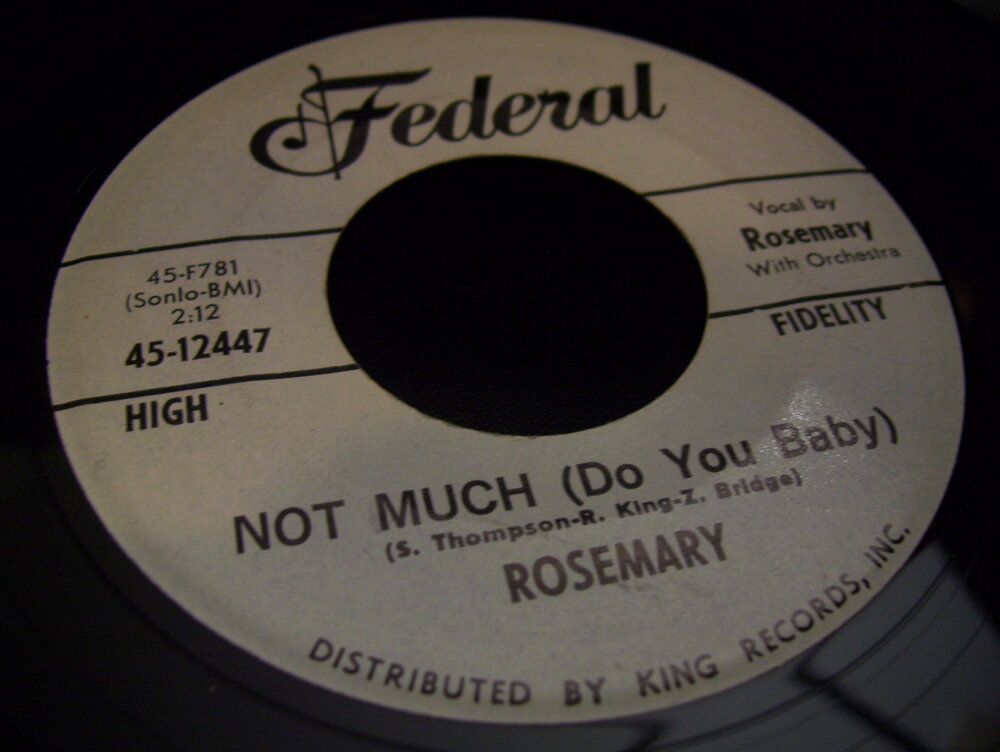 Federal
45-F781
(Sonlo-BMI)
2:12
45-12447
HIGH
Vocal by
Rosemary
With Orchestra
FIDELITY
NOT MUCH (Do You Baby)
(S. Thompson-R. King-Z. Bridge)
ROSEMARY
DISTRIBUTED BY KING RECORDS, INC.